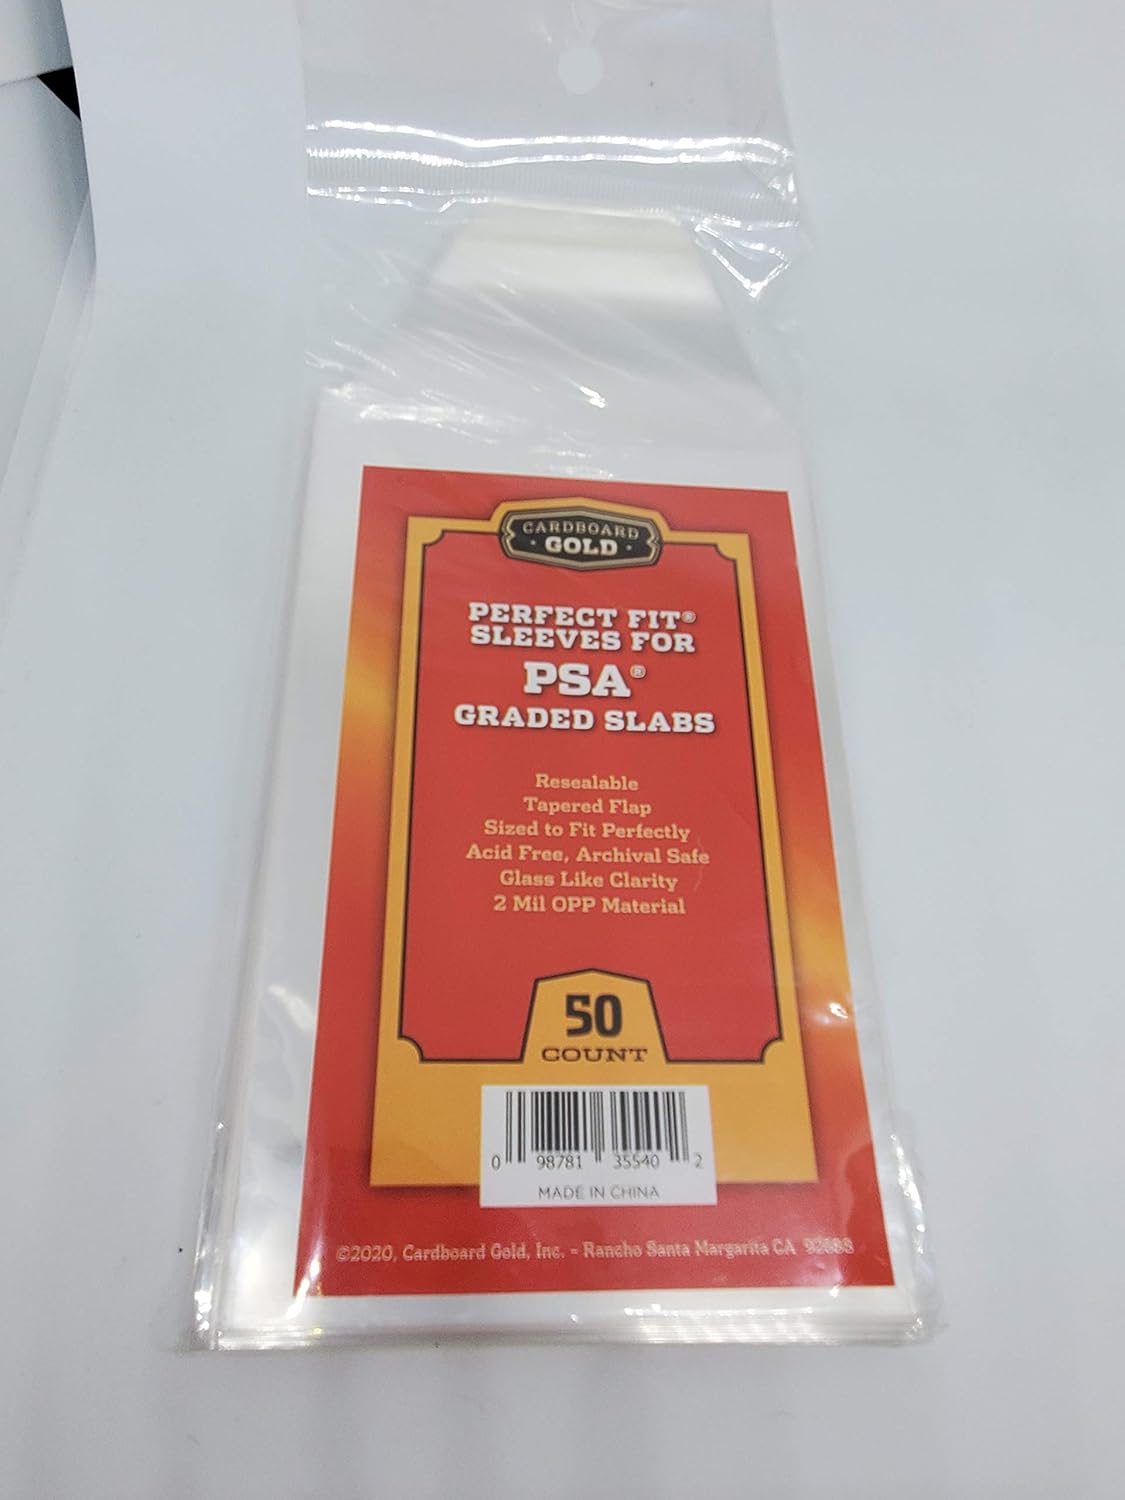 CARDBOARD
GOLD
PERFECT FIT®
SLEEVES FOR
PSA®
GRADED SLABS
Resealable
Tapered Flap
Sized to Fit Perfectly
Acid Free, Archival Safe
Glass Like Clarity
2 Mil OPP Material
50
COUNT
0 98781 35540 2
MADE IN CHINA
©2020, Cardboard Gold, Inc. - Rancho Santa Margarita CA 92688